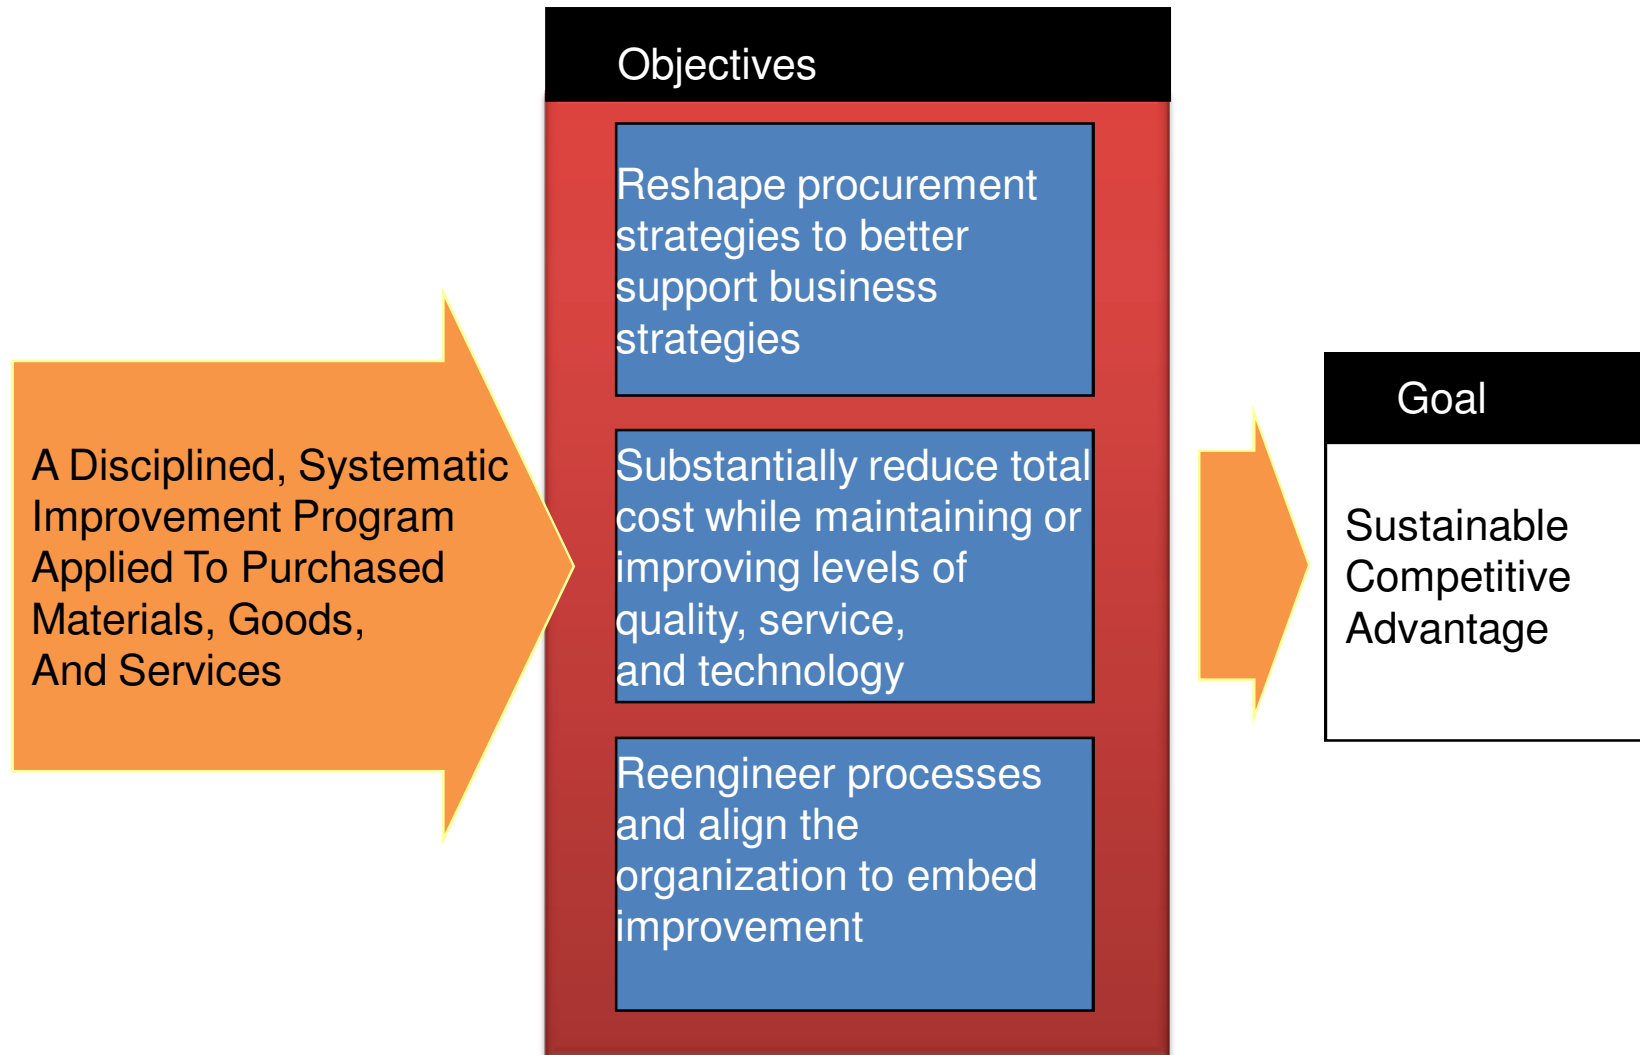 Objectives
Reshape procurement
strategies to better
support business
strategies
A Disciplined, Systematic
Improvement Program
Applied To Purchased
Materials, Goods,
And Services
Substantially reduce total
cost while maintaining or
improving levels of
quality, service,
and technology
Reengineer processes
and align the
organization to embed
improvement
Goal
Sustainable
Competitive
Advantage